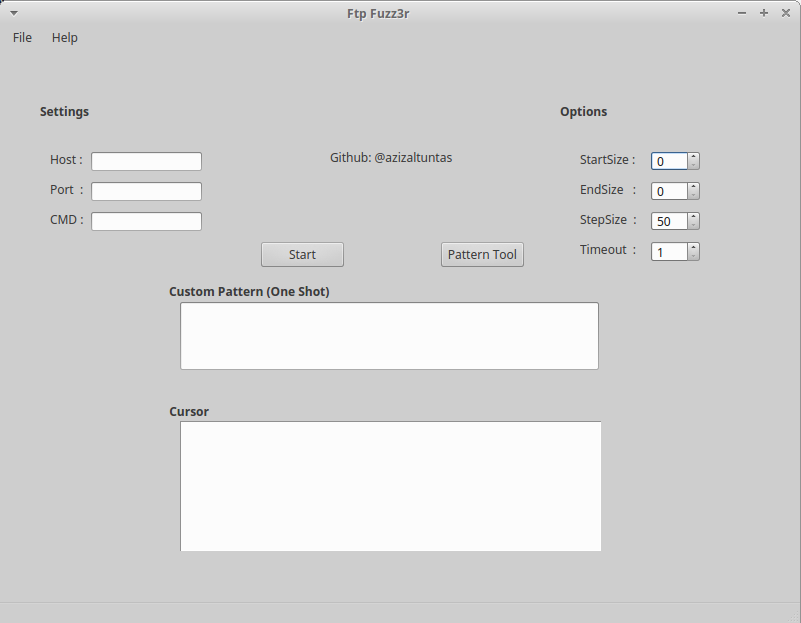 Ftp Fuzz3r
File Help
Settings
Options
Host :
Github: @azizaltuntas
StartSize : 0
Port :
EndSize : 0
CMD :
StepSize : 50
Start
Pattern Tool
Timeout : 1
Custom Pattern (One Shot)
Cursor